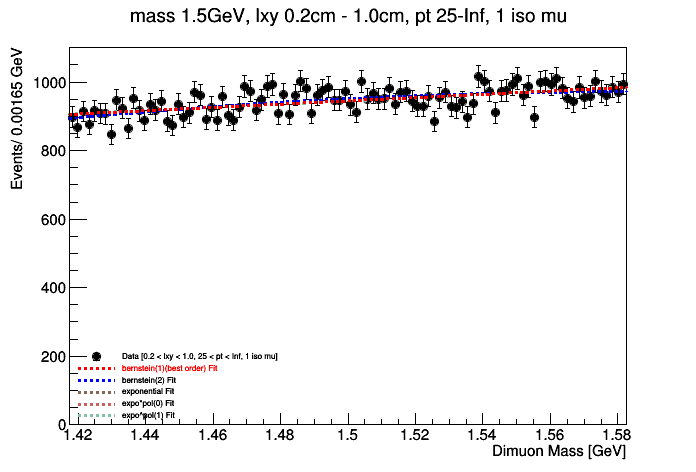 mass 1.5GeV, lxy 0.2cm - 1.0cm, pt 25-Inf, 1 iso mu
Events/ 0.00165 GeV
1000
800
600
400
200
0
Data [0.2 < lxy < 1.0, 25 < pt < Inf, 1 iso mu]
bernstein(1)(best order) Fit
bernstein(2) Fit
exponential Fit
expo*pol(0) Fit
expo*pol(1) Fit
1.42 1.44 1.46 1.48 1.5 1.52 1.54 1.56 1.58
Dimuon Mass [GeV]